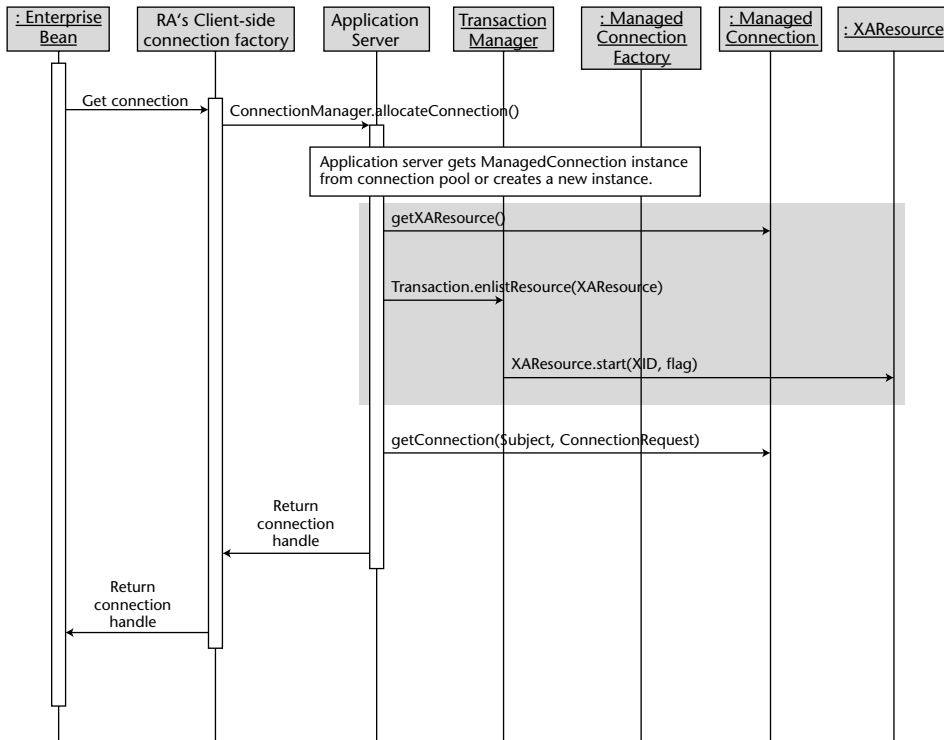 : Enterprise
Bean
RA's Client-side
connection factory
Application
Server
Transaction
Manager
: Managed
Connection
Factory
: Managed
Connection
: XAResource
Get connection
ConnectionManager.allocateConnection()
Application server gets ManagedConnection instance
from connection pool or creates a new instance.
getXAResource()
Transaction.enlistResource(XAResource)
XAResource.start(XID, flag)
getConnection(Subject, ConnectionRequest)
Return
connection
handle
Return
connection
handle